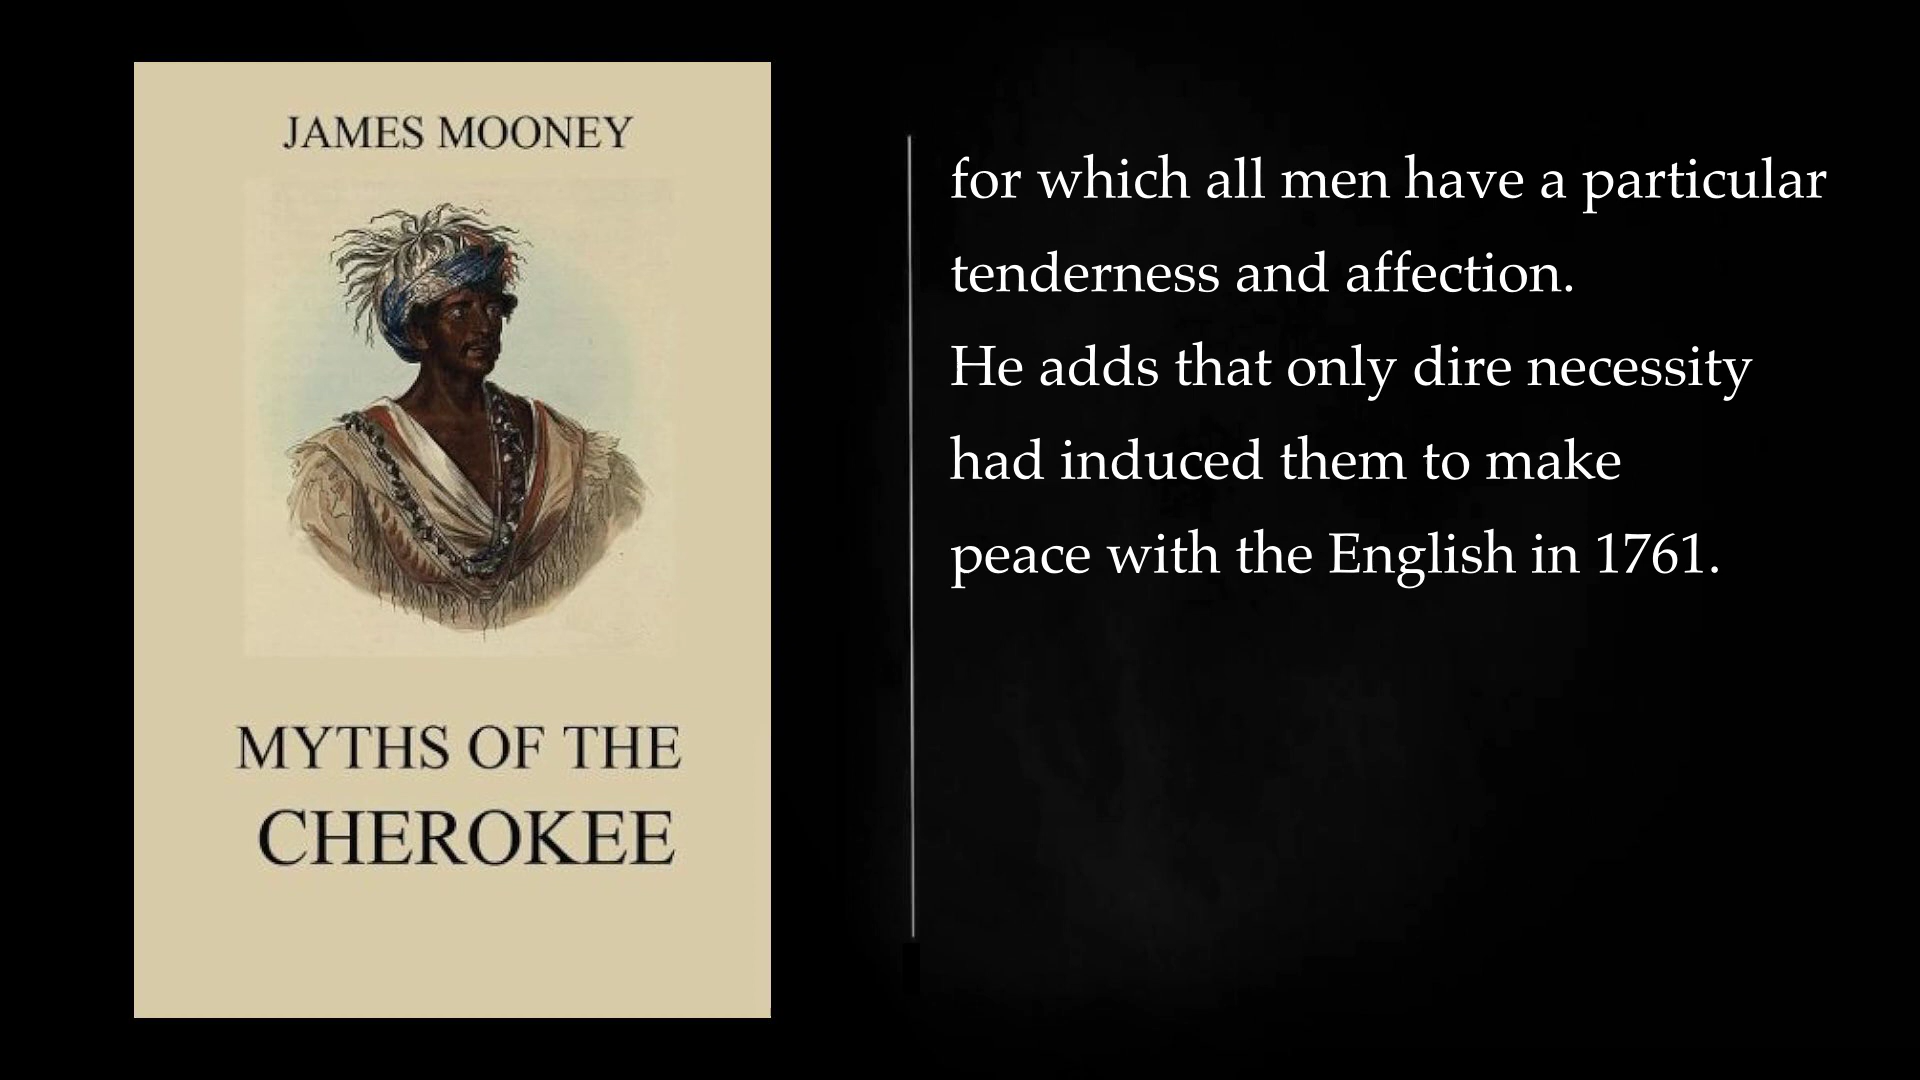 JAMES MOONEY
MYTHS OF THE
CHEROKEE
for which all men have a particular
tenderness and affection.
He adds that only dire necessity
had induced them to make
peace with the English in 1761.